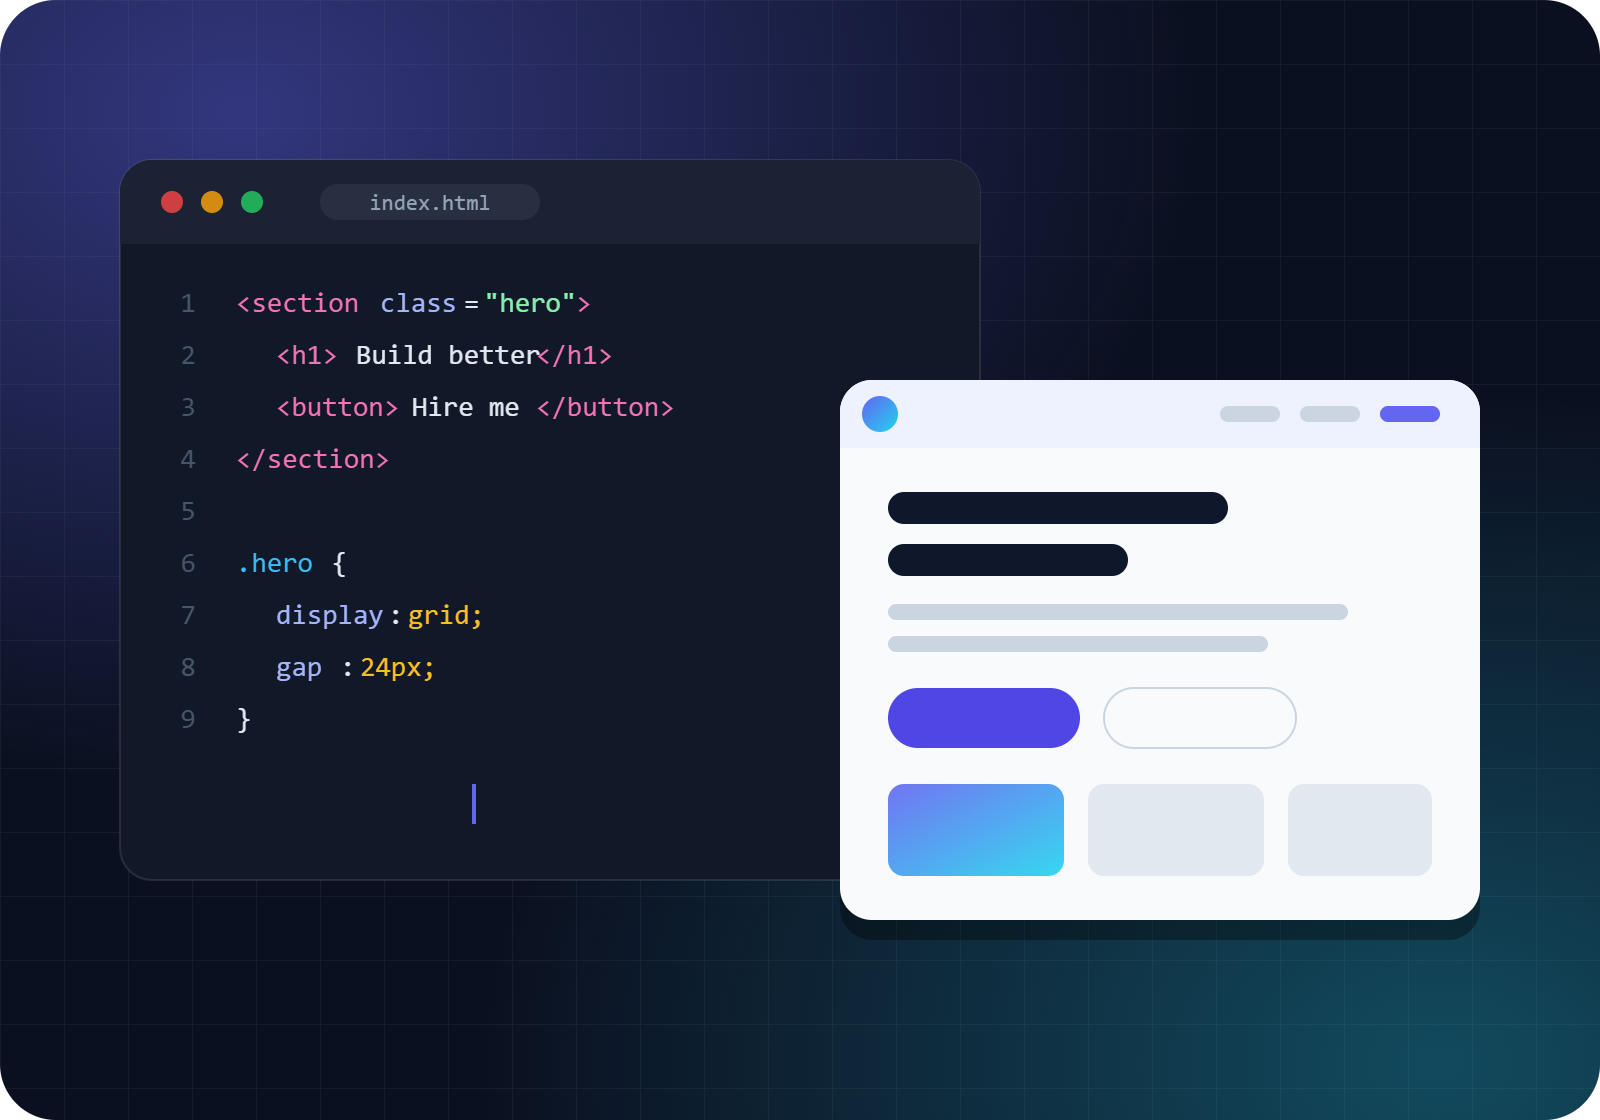 index.html
1 <section class="hero">
2 <h1> Build better</h1>
3 <button> Hire me </button>
4 </section>
5
6 .hero {
7 display:grid;
8 gap :24px;
9 }